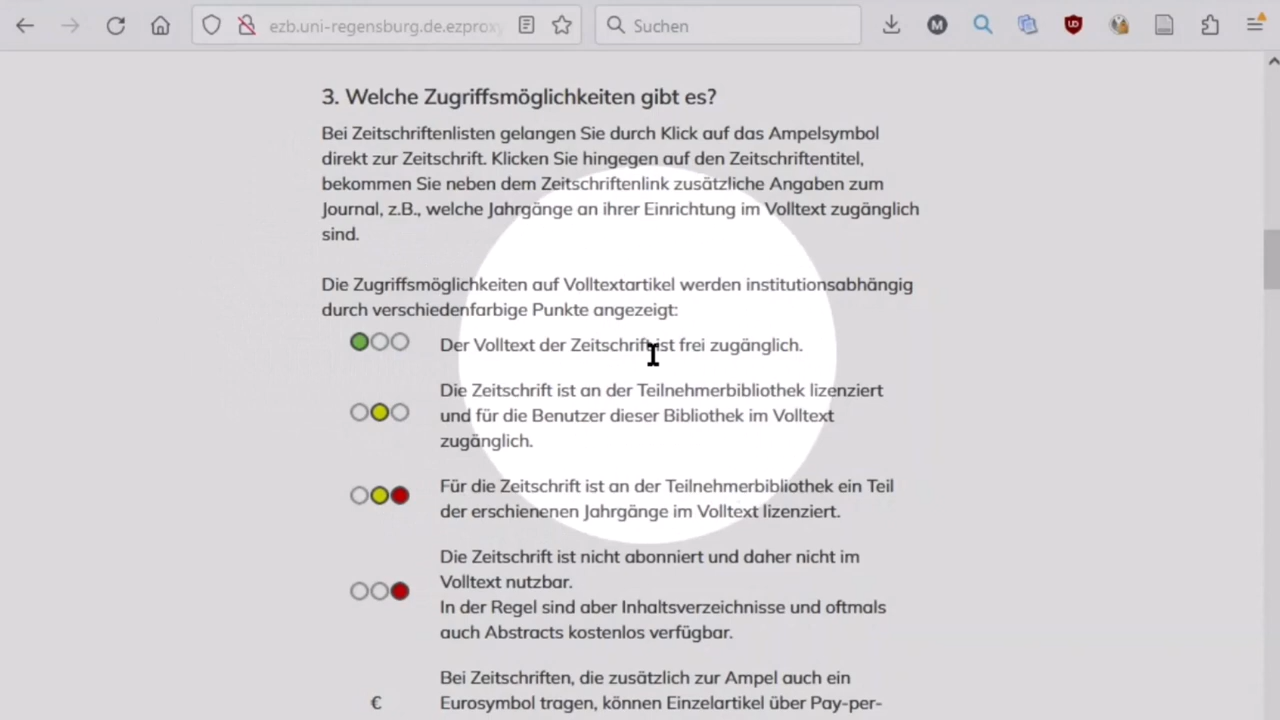 ezb.uni-regensburg.de.ezproxy
Suchen
3. Welche Zugriffsmöglichkeiten gibt es?
Bei Zeitschriftenlisten gelangen Sie durch Klick auf das Ampelsymbol
direkt zur Zeitschrift. Klicken Sie hingegen auf den Zeitschriftentitel,
bekommen Sie neben dem Zeitschriftenlink zusätzliche Angaben zum
Journal, z.B., welche Jahrgänge an ihrer Einrichtung im Volltext zugänglich
sind.
Die Zugriffsmöglichkeiten auf Volltextartikel werden institutionsabhängig
durch verschiedenfarbige Punkte angezeigt:
Der Volltext der Zeitschrift ist frei zugänglich.
Die Zeitschrift ist an der Teilnehmerbibliothek lizenziert
und für die Benutzer dieser Bibliothek im Volltext
zugänglich.
Für die Zeitschrift ist an der Teilnehmerbibliothek ein Teil
der erschienenen Jahrgänge im Volltext lizenziert.
Die Zeitschrift ist nicht abonniert und daher nicht im
Volltext nutzbar.
In der Regel sind aber Inhaltsverzeichnisse und oftmals
auch Abstracts kostenlos verfügbar.
Bei Zeitschriften, die zusätzlich zur Ampel auch ein
€ Eurosymbol tragen, können Einzelartikel über Pay-per-